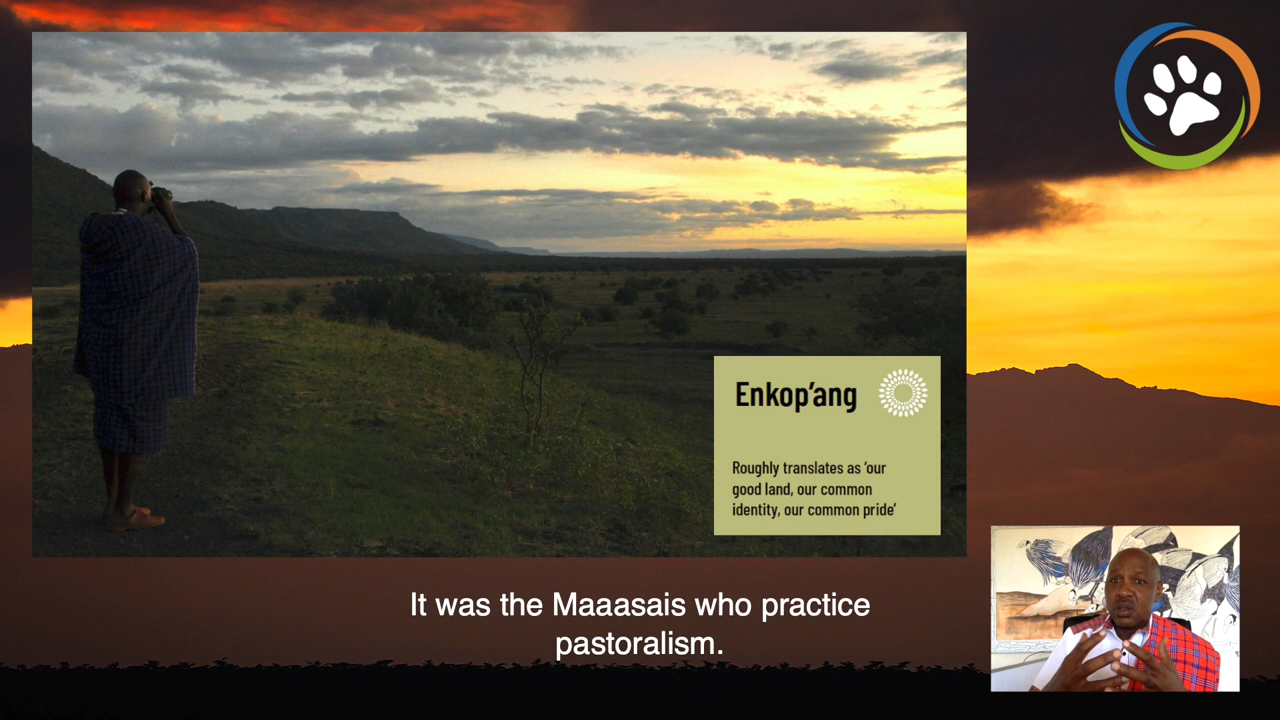 Enkop’ang
Roughly translates as ‘our
good land, our common
identity, our common pride’
It was the Maaasais who practice
pastoralism.